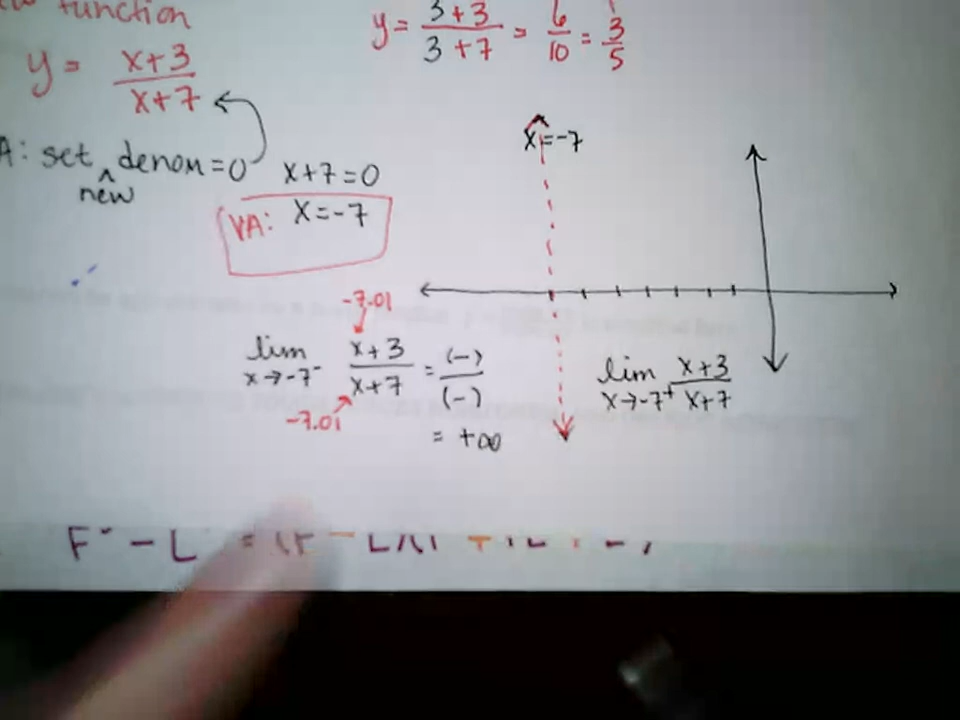 function
y = (3+3)/(3+7) = 6/10 = 3/5
y = (x+3)/(x+7)
A: set denom=0
new
x+7=0
VA: x=-7
x=-7
-7.01
lim x→-7⁻ (x+3)/(x+7) = (-)/(-)
-7.01
= +∞
lim x→-7⁺ (x+3)/(x+7)